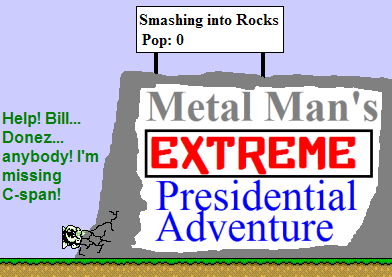 Smashing into Rocks
Pop: 0
Metal Man's
EXTREME
Presidential
Adventure
Help! Bill...
Donez...
anybody! I'm
missing
C-span!